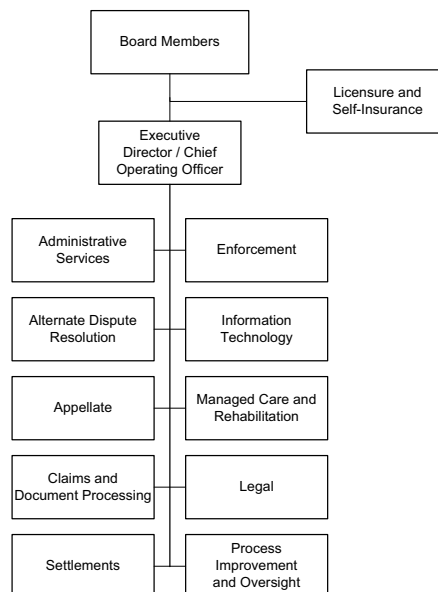 Board Members
Licensure and
Self-Insurance
Executive
Director / Chief
Operating Officer
Administrative
Services
Enforcement
Alternate Dispute
Resolution
Information
Technology
Appellate
Managed Care and
Rehabilitation
Claims and
Document Processing
Legal
Settlements
Process
Improvement
and Oversight